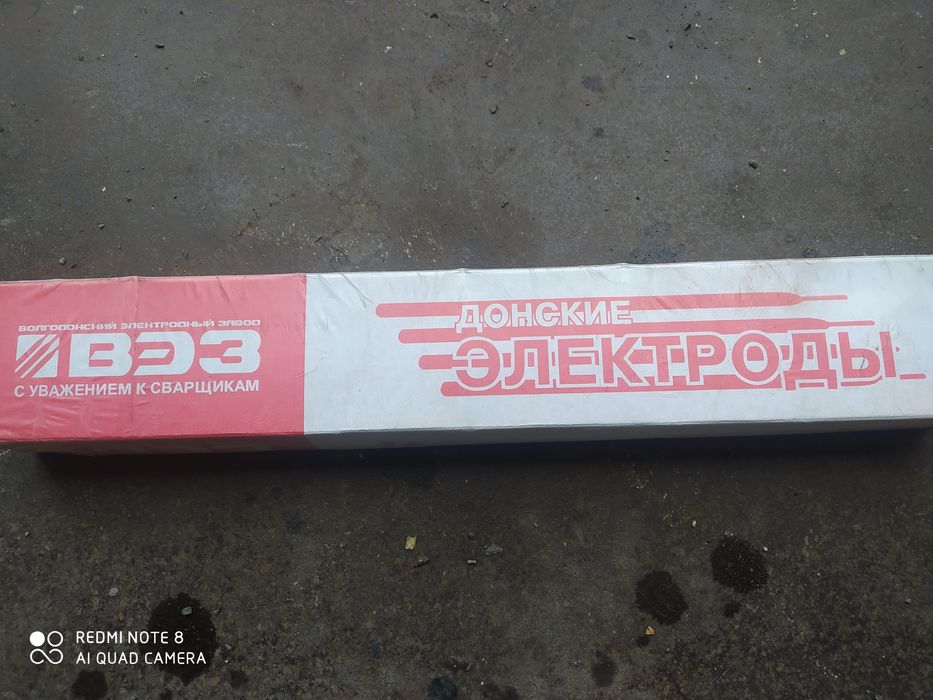 ВОЛГОДОНСКИЙ ЭЛЕКТРОДНЫЙ ЗАВОД
ВЭЗ
С УВАЖЕНИЕМ К СВАРЩИКАМ
ДОНСКИЕ
ЭЛЕКТРОДЫ
REDMI NOTE 8
AI QUAD CAMERA